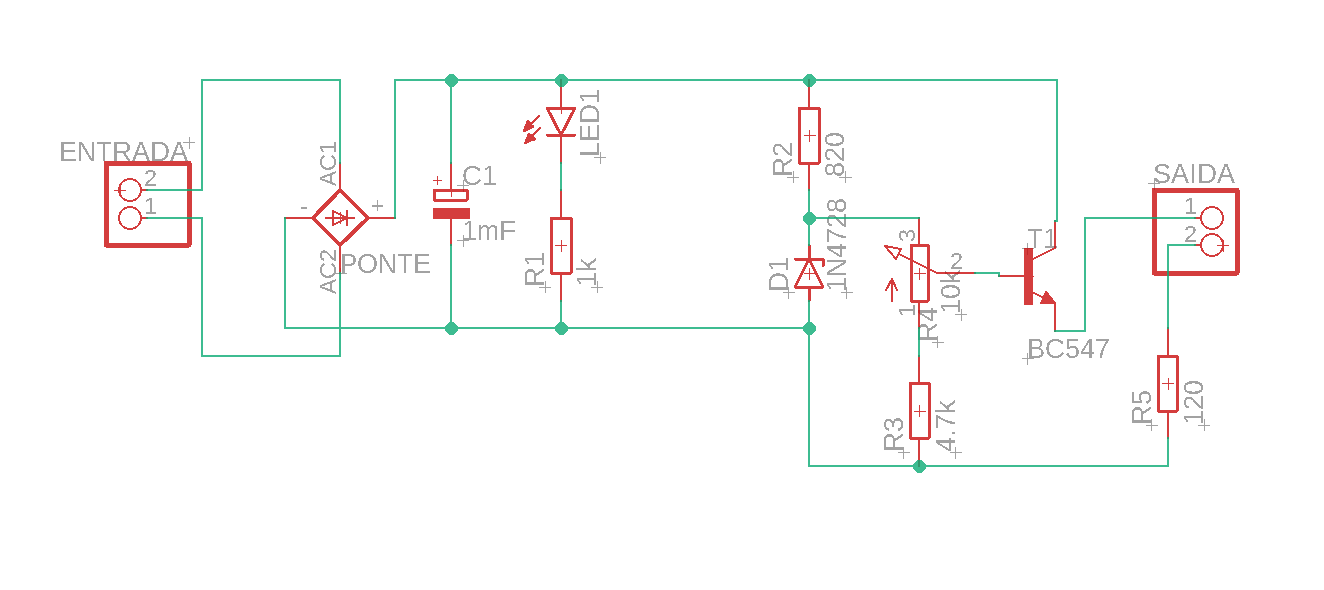 ENTRADA
2
1
AC1
-
+
AC2
PONTE
+
C1
1mF
LED1
R1
1k
R2
820
D1
1N4728
3
2
1
10k
R4
R3
4.7k
T1
BC547
SAIDA
1
2
R5
120